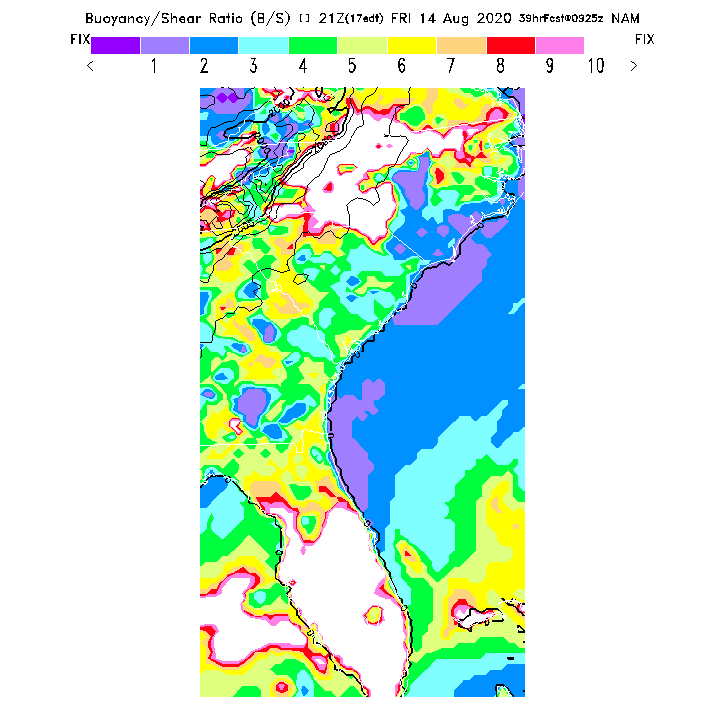 Buoyancy/Shear Ratio (B/S) [] 21Z(17edt) FRI 14 Aug 2020 39hrFcst@0925z NAM
FIX FIX
< 1 2 3 4 5 6 7 8 9 10 >